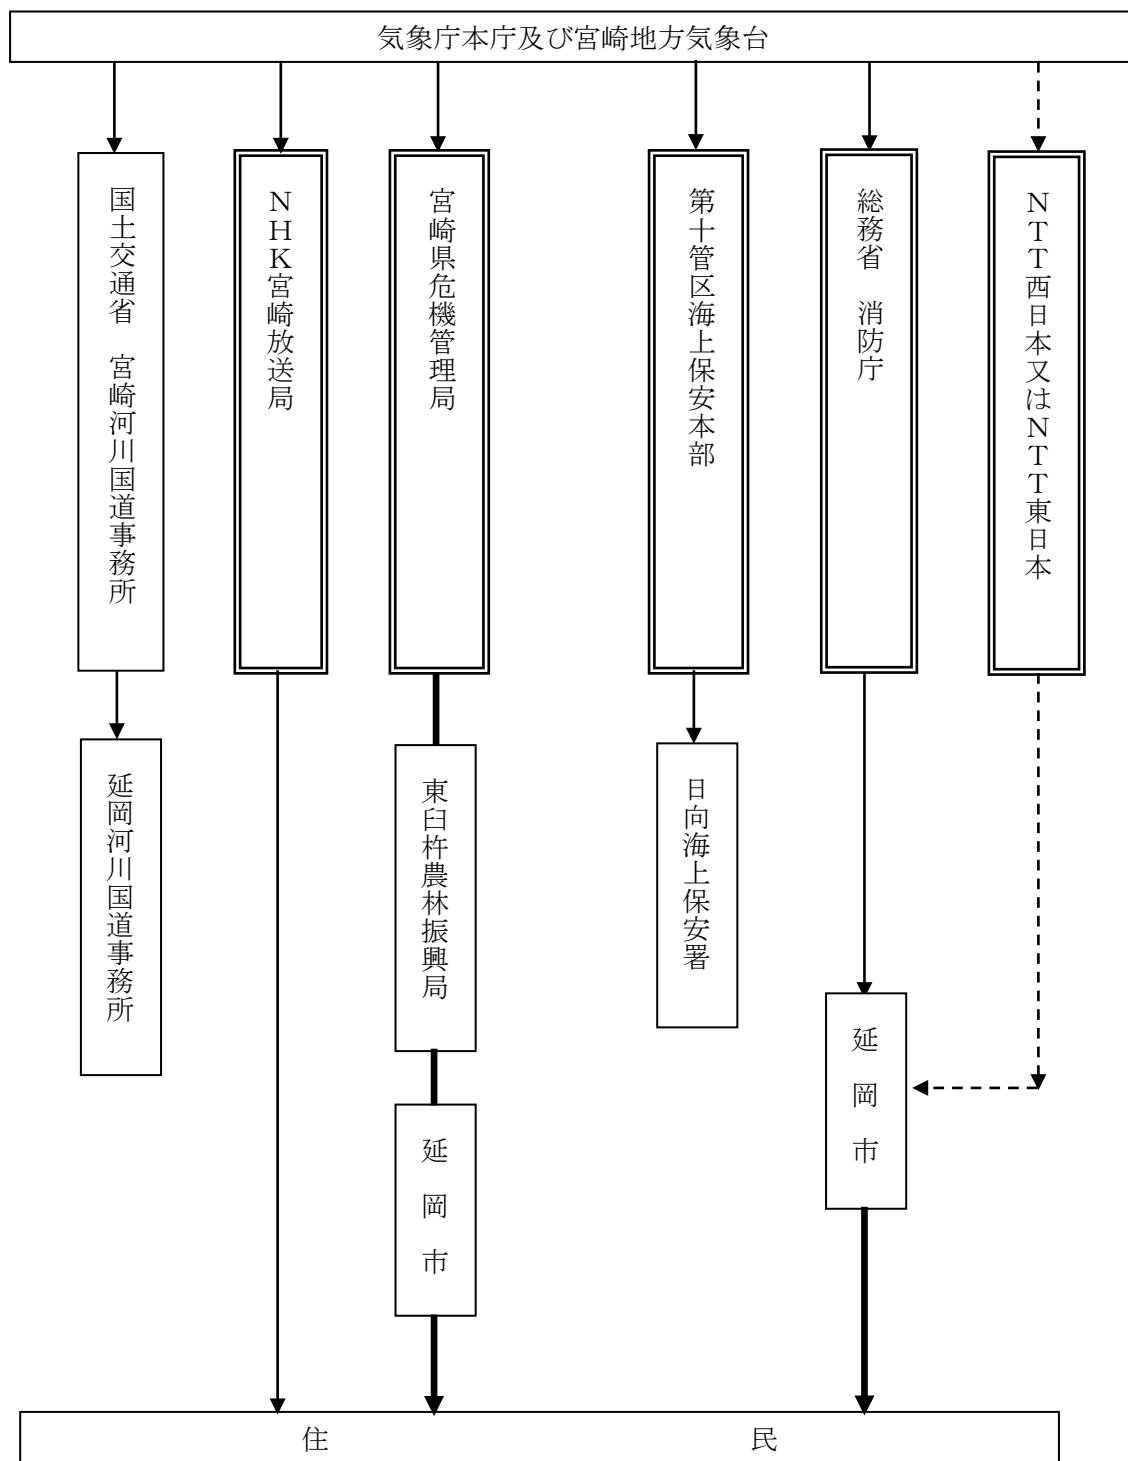 気象庁本庁及び宮崎地方気象台
国土交通省　宮崎河川国道事務所
ＮＨＫ宮崎放送局
宮崎県危機管理局
第十管区海上保安本部
総務省　消防庁
ＮＴＴ西日本又はＮＴＴ東日本
延岡河川国道事務所
東臼杵農林振興局
日向海上保安署
延岡市
延岡市
住民